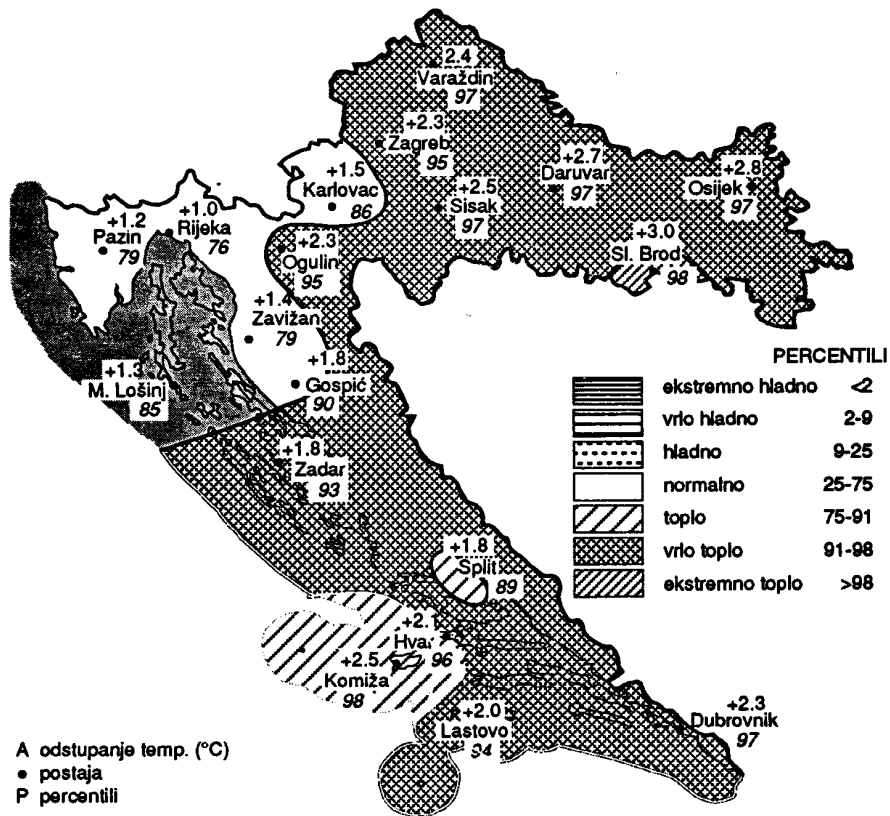 2.4
Varaždin
97
+2.3
Zagreb
95
+1.5
Karlovac
86
+2.5
Sisak
97
+2.7
Daruvar
97
+2.8
Osijek
97
+3.0
Sl. Brod
98
+1.2
Pazin
79
+1.0
Rijeka
76
+2.3
Ogulin
95
+1.4
Zavižan
79
+1.3
M. Lošinj
85
+1.8
Gospić
90
+1.8
Zadar
93
+1.8
Split
89
+2.1
Hvar
96
+2.5
Komiža
98
+2.0
Lastovo
94
+2.3
Dubrovnik
97
PERCENTILI
ekstremno hladno <2
vrlo hladno 2-9
hladno 9-25
normalno 25-75
toplo 75-91
vrlo toplo 91-98
ekstremno toplo >98
A odstupanje temp. (°C)
• postaja
P percentili